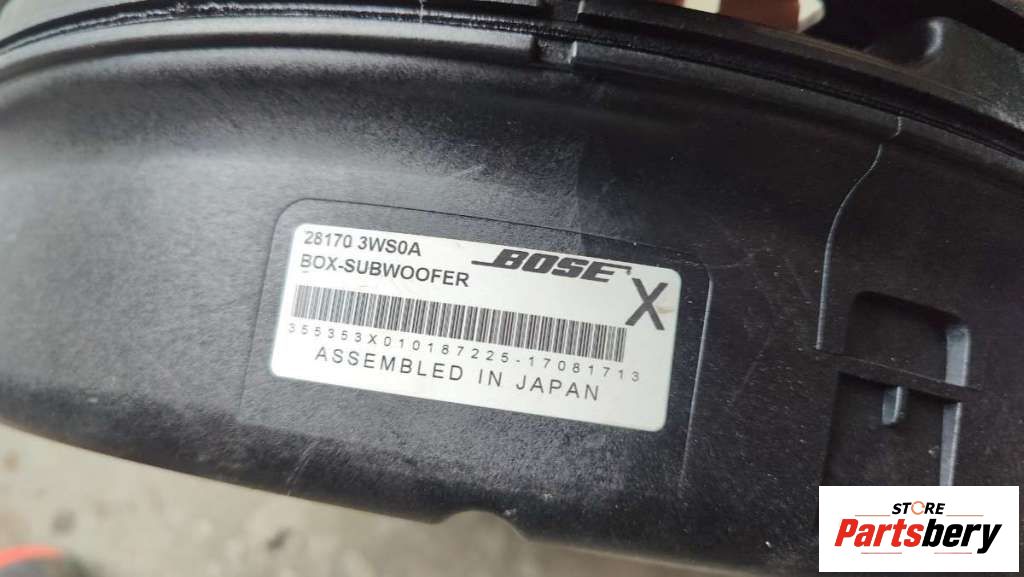 28170 3WS0A
BOX-SUBWOOFER
BOSE
X
355353X010187225-17081713
ASSEMBLED IN JAPAN
STORE
Partsbery